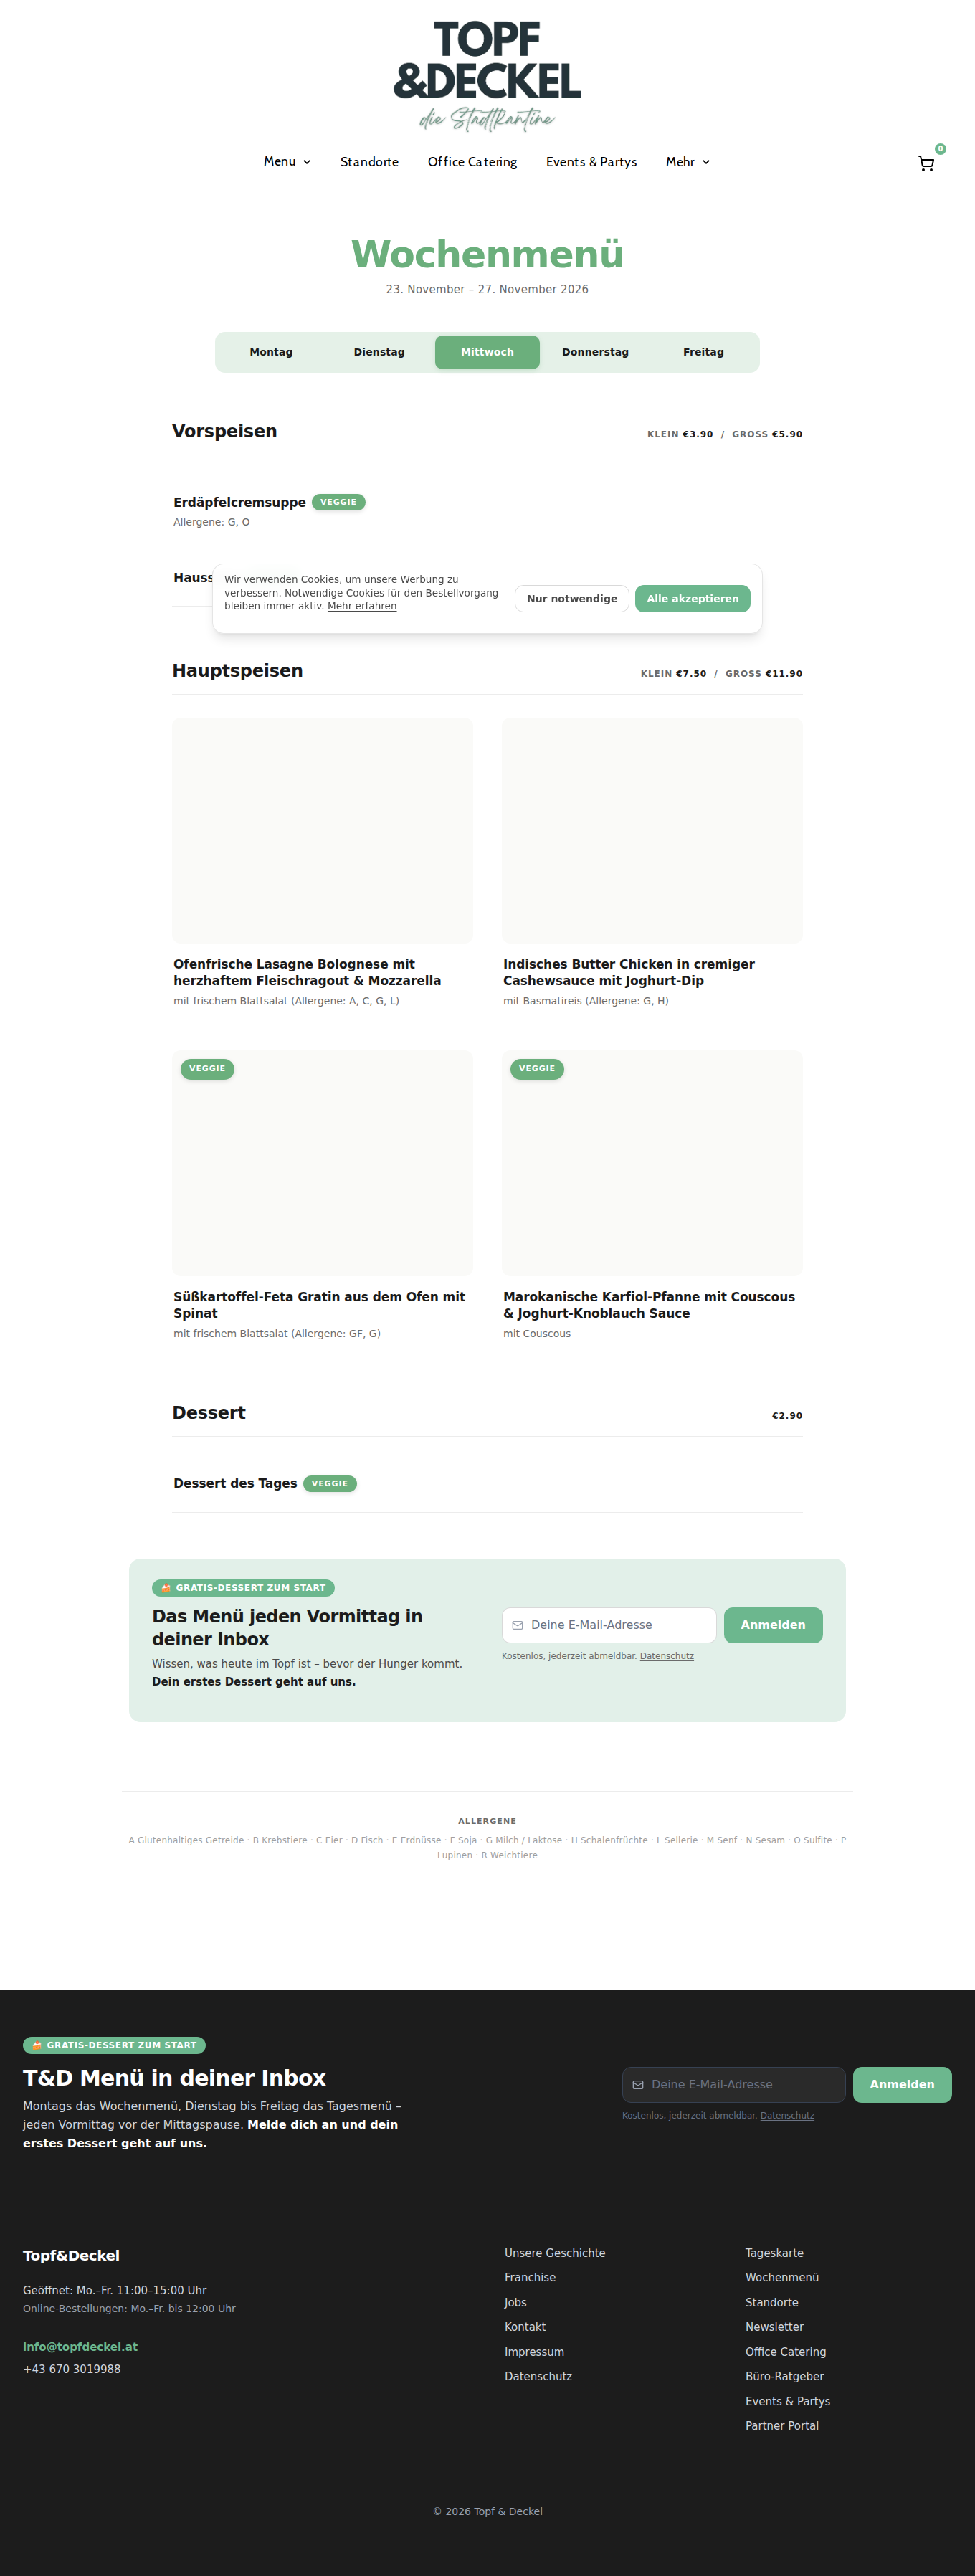 TOPF
&DECKEL
die Stadtkantine
Menu
Standorte
Office Catering
Events & Partys
Mehr
0
Wochenmenü
23. November – 27. November 2026
Montag
Dienstag
Mittwoch
Donnerstag
Freitag
Vorspeisen
KLEIN €3.90 / GROSS €5.90
Erdäpfelcremsuppe VEGGIE
Allergene: G, O
Wir verwenden Cookies, um unsere Werbung zu
verbessern. Notwendige Cookies für den Bestellvorgang
bleiben immer aktiv. Mehr erfahren
Nur notwendige
Alle akzeptieren
Hauptspeisen
KLEIN €7.50 / GROSS €11.90
Ofenfrische Lasagne Bolognese mit
herzhaftem Fleischragout & Mozzarella
mit frischem Blattsalat (Allergene: A, C, G, L)
Indisches Butter Chicken in cremiger
Cashewsauce mit Joghurt-Dip
mit Basmatireis (Allergene: G, H)
VEGGIE
Süßkartoffel-Feta Gratin aus dem Ofen mit
Spinat
mit frischem Blattsalat (Allergene: GF, G)
VEGGIE
Marokanische Karfiol-Pfanne mit Couscous
& Joghurt-Knoblauch Sauce
mit Couscous
Dessert
€2.90
Dessert des Tages VEGGIE
GRATIS-DESSERT ZUM START
Das Menü jeden Vormittag in
deiner Inbox
Wissen, was heute im Topf ist – bevor der Hunger kommt.
Dein erstes Dessert geht auf uns.
Deine E-Mail-Adresse
Anmelden
Kostenlos, jederzeit abmeldbar. Datenschutz
ALLERGENE
A Glutenhaltiges Getreide · B Krebstiere · C Eier · D Fisch · E Erdnüsse · F Soja · G Milch / Laktose · H Schalenfrüchte · L Sellerie · M Senf · N Sesam · O Sulfite · P
Lupinen · R Weichtiere
GRATIS-DESSERT ZUM START
T&D Menü in deiner Inbox
Montags das Wochenmenü, Dienstag bis Freitag das Tagesmenü –
jeden Vormittag vor der Mittagspause. Melde dich an und dein
erstes Dessert geht auf uns.
Deine E-Mail-Adresse
Anmelden
Kostenlos, jederzeit abmeldbar. Datenschutz
Topf&Deckel
Geöffnet: Mo.–Fr. 11:00–15:00 Uhr
Online-Bestellungen: Mo.–Fr. bis 12:00 Uhr
info@topfdeckel.at
+43 670 3019988
Unsere Geschichte
Franchise
Jobs
Kontakt
Impressum
Datenschutz
Tageskarte
Wochenmenü
Standorte
Newsletter
Office Catering
Büro-Ratgeber
Events & Partys
Partner Portal
© 2026 Topf & Deckel